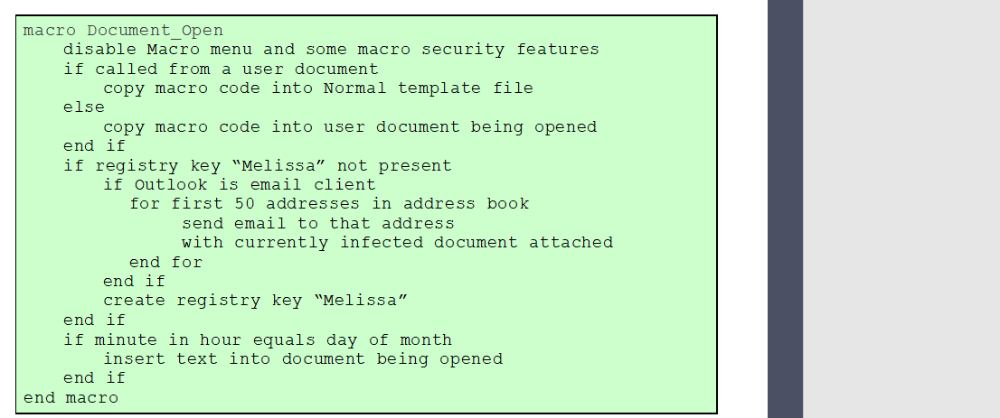 macro Document_Open
disable Macro menu and some macro security features
if called from a user document
copy macro code into Normal template file
else
copy macro code into user document being opened
end if
if registry key “Melissa” not present
if Outlook is email client
for first 50 addresses in address book
send email to that address
with currently infected document attached
end for
end if
create registry key “Melissa”
end if
if minute in hour equals day of month
insert text into document being opened
end if
end macro